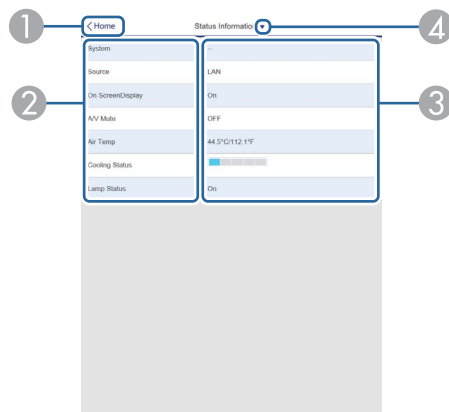 1
Home
Status Information
4
System
--
Source
LAN
2
On ScreenDisplay
On
3
A/V Mute
OFF
Air Temp
44.5°C/112.1°F
Cooling Status
Lamp Status
On